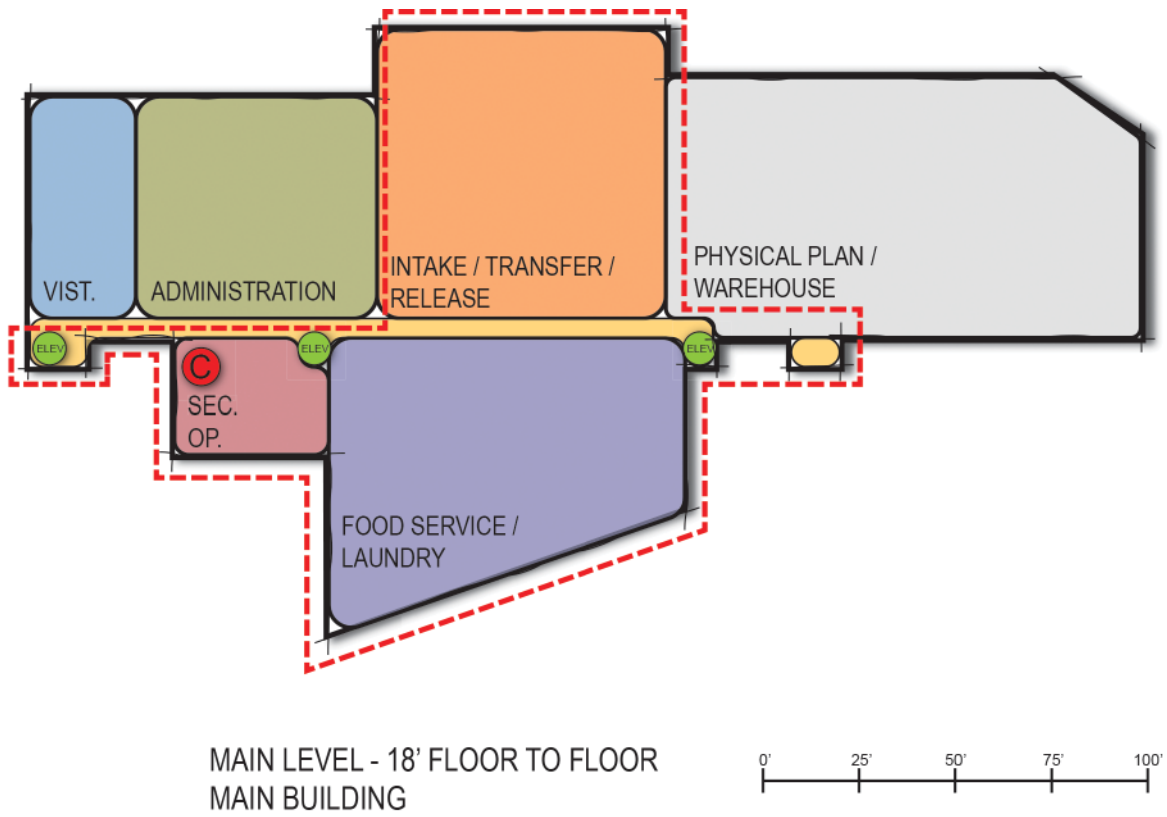 INTAKE / TRANSFER /
RELEASE
PHYSICAL PLAN /
WAREHOUSE
VIST.
ADMINISTRATION
ELEV
ELEV
ELEV
C
SEC.
OP.
FOOD SERVICE /
LAUNDRY
MAIN LEVEL - 18' FLOOR TO FLOOR
MAIN BUILDING
0' 25' 50' 75' 100'